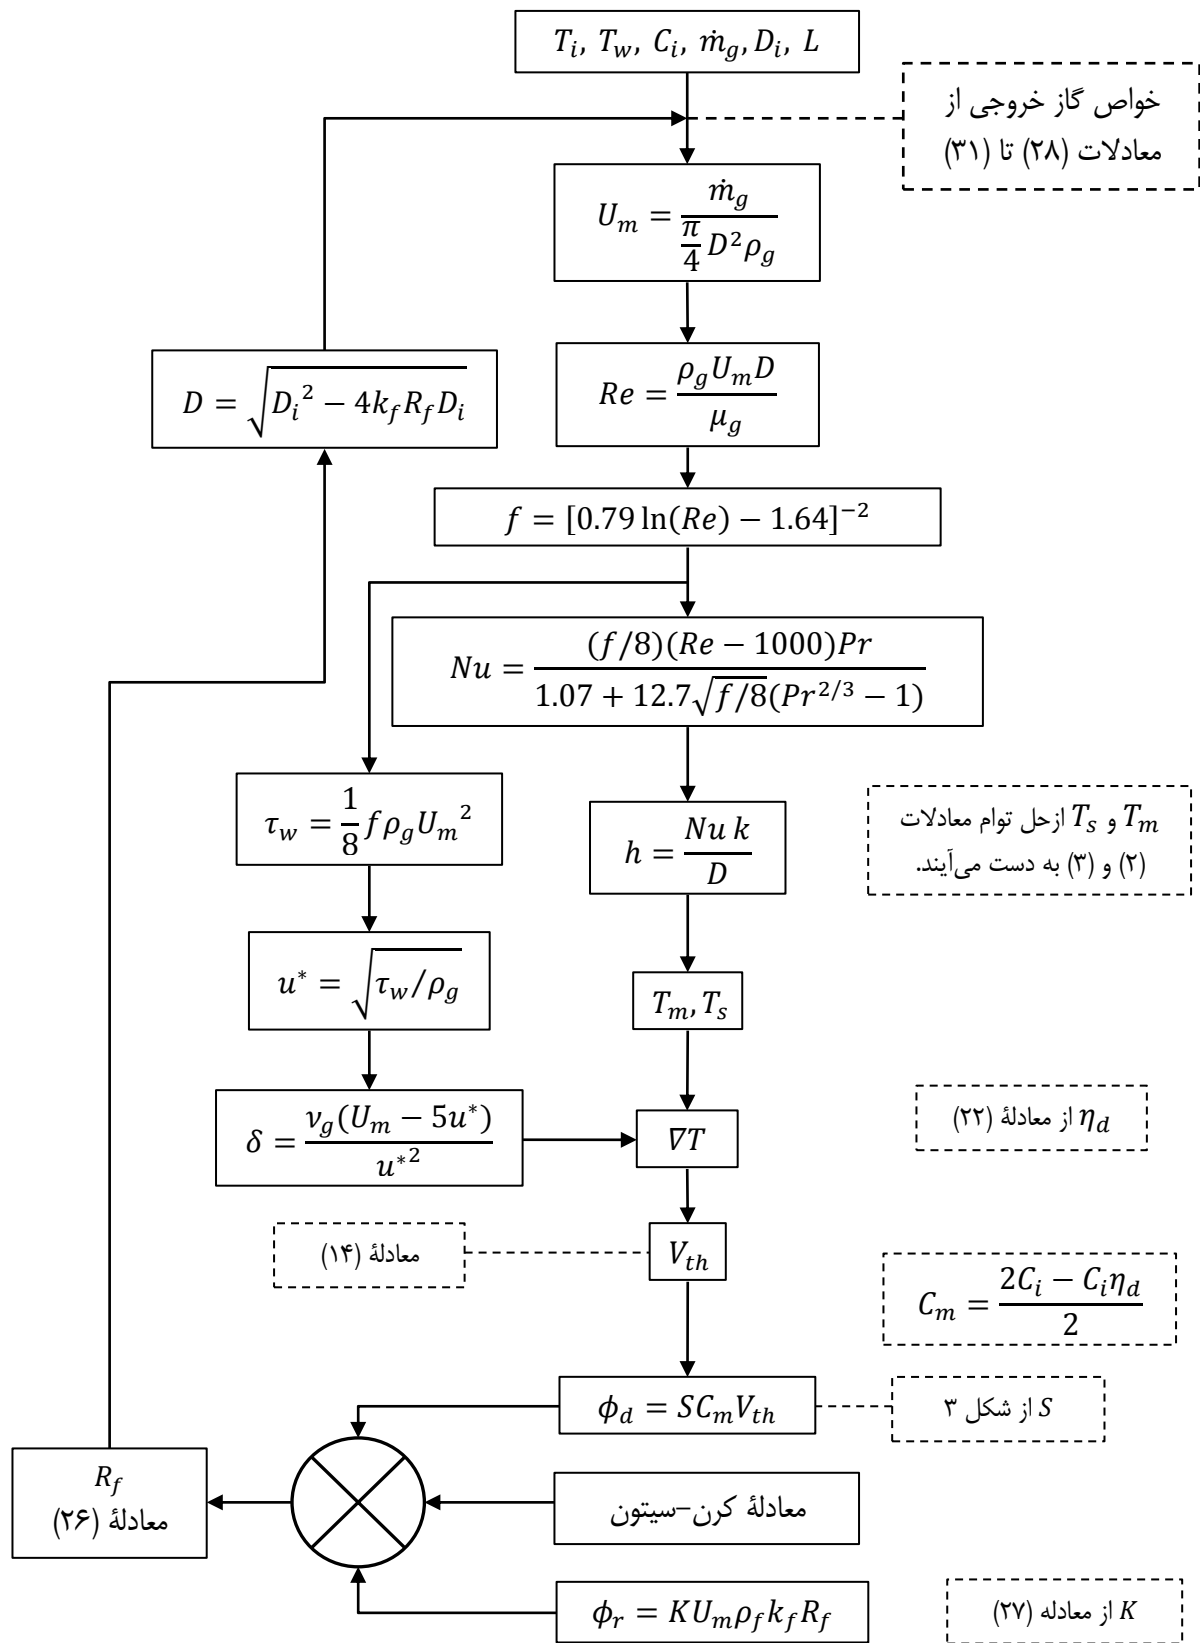 T_i, T_w, C_i, ṁ_g, D_i, L
خواص گاز خروجی از
معادلات (۲۸) تا (۳۱)
U_m = ṁ_g / (π/4 D²ρ_g)
D = √(D_i² − 4k_f R_f D_i)
Re = ρ_g U_m D / μ_g
f = [0.79 ln(Re) − 1.64]⁻²
Nu = (f/8)(Re − 1000)Pr / (1.07 + 12.7√(f/8)(Pr^{2/3} − 1))
τ_w = 1/8 f ρ_g U_m²
h = Nu k / D
T_m و T_s ازحل توام معادلات
(۲) و (۳) به دست می‌آیند.
u* = √(τ_w/ρ_g)
T_m, T_s
δ = ν_g(U_m − 5u*) / u*²
∇T
η_d از معادلهٔ (۲۲)
معادلهٔ (۱۴)
V_th
C_m = (2C_i − C_i η_d) / 2
ϕ_d = SC_m V_th
S از شکل ۳
R_f
معادلهٔ (۲۶)
معادلهٔ کرن-سیتون
ϕ_r = KU_m ρ_f k_f R_f
K از معادله (۲۷)